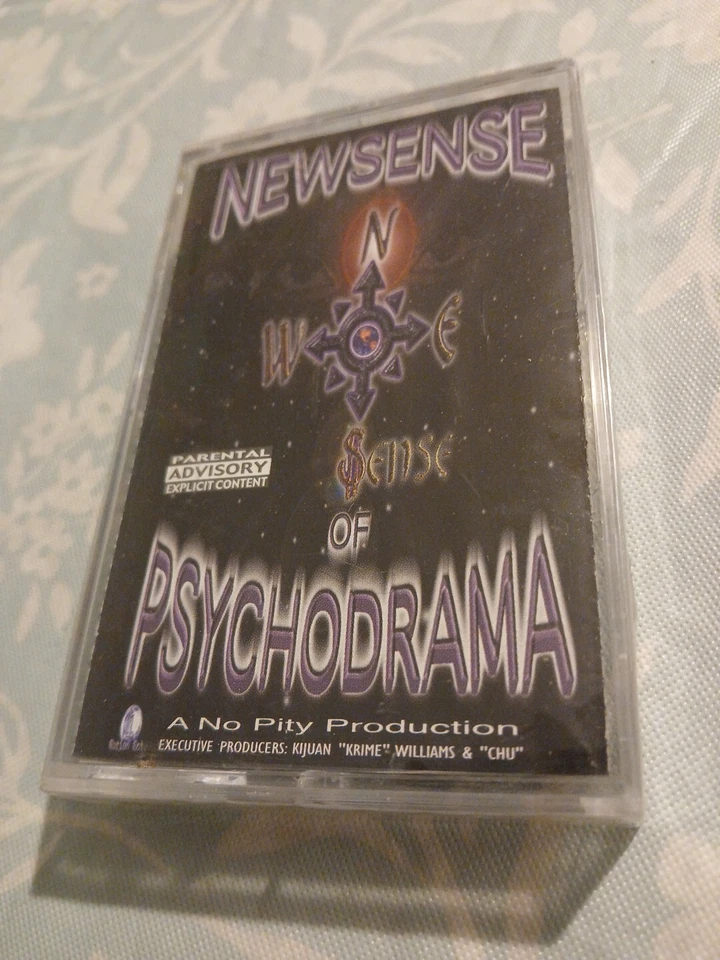 NEWSENSE
N
W E
$ense
OF
PARENTAL
ADVISORY
EXPLICIT CONTENT
PSYCHODRAMA
A No Pity Production
EXECUTIVE PRODUCERS: KIJUAN "KRIME" WILLIAMS & "CHU"